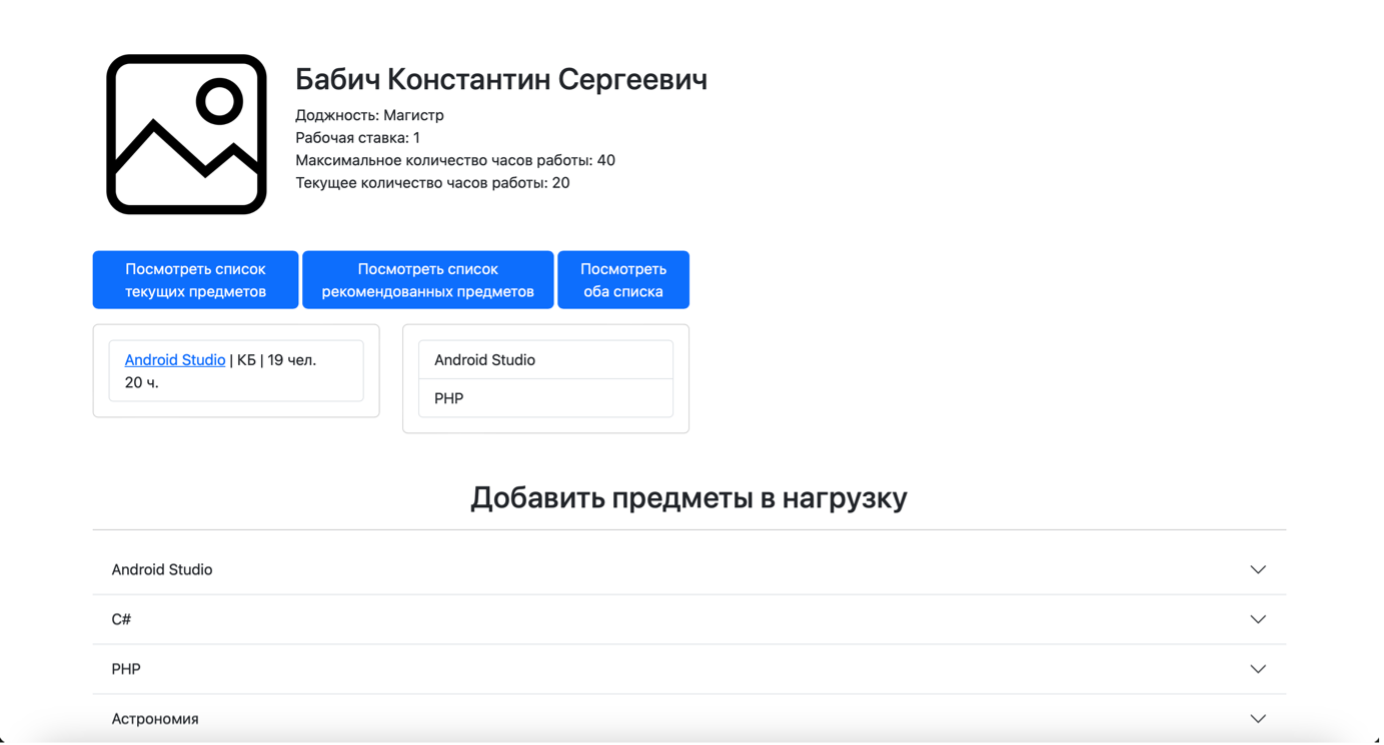 Бабич Константин Сергеевич
Доджность: Магистр
Рабочая ставка: 1
Максимальное количество часов работы: 40
Текущее количество часов работы: 20
Посмотреть список
текущих предметов
Посмотреть список
рекомендованных предметов
Посмотреть
оба списка
Android Studio | КБ | 19 чел.
20 ч.
Android Studio
PHP
Добавить предметы в нагрузку
Android Studio
C#
PHP
Астрономия